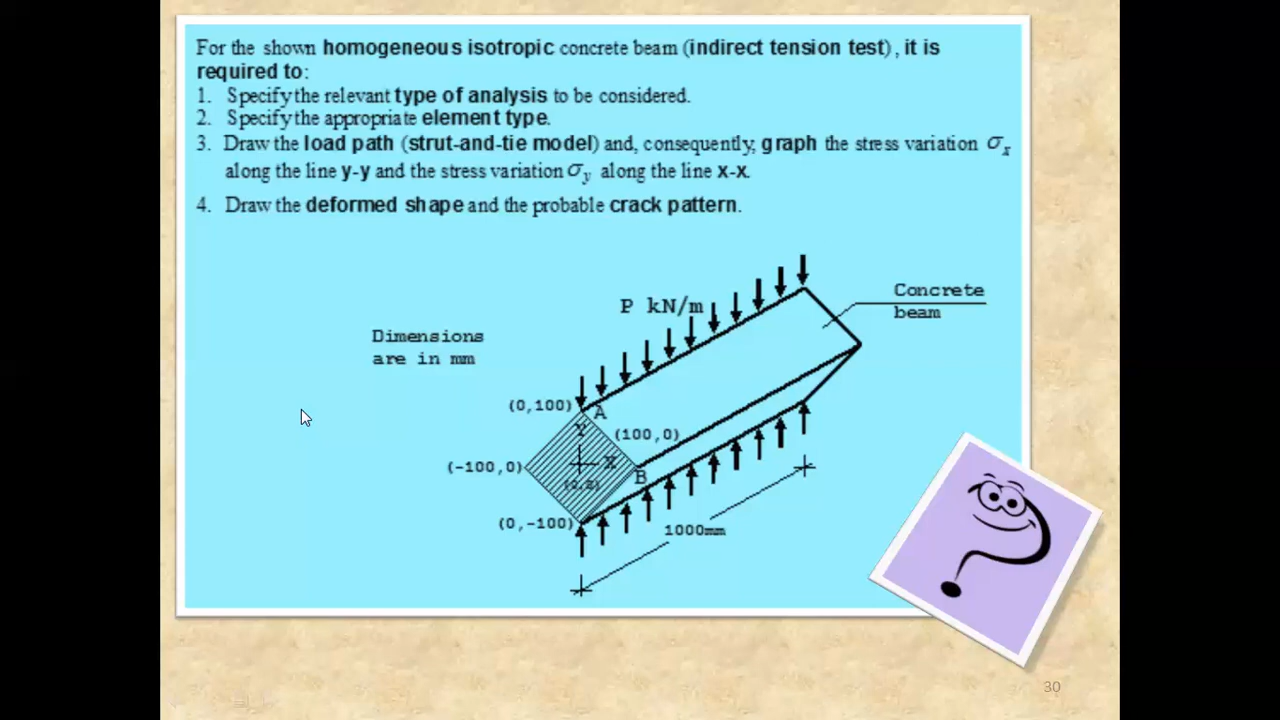 For the shown homogeneous isotropic concrete beam (indirect tension test), it is
required to:
1. Specify the relevant type of analysis to be considered.
2. Specify the appropriate element type.
3. Draw the load path (strut-and-tie model) and, consequently, graph the stress variation σx
along the line y-y and the stress variation σy along the line x-x.
4. Draw the deformed shape and the probable crack pattern.
Concrete
beam
P kN/m
Dimensions
are in mm
(0,100)
A
Y
(100,0)
(-100,0)
X
B
(0,-100)
1000mm
30